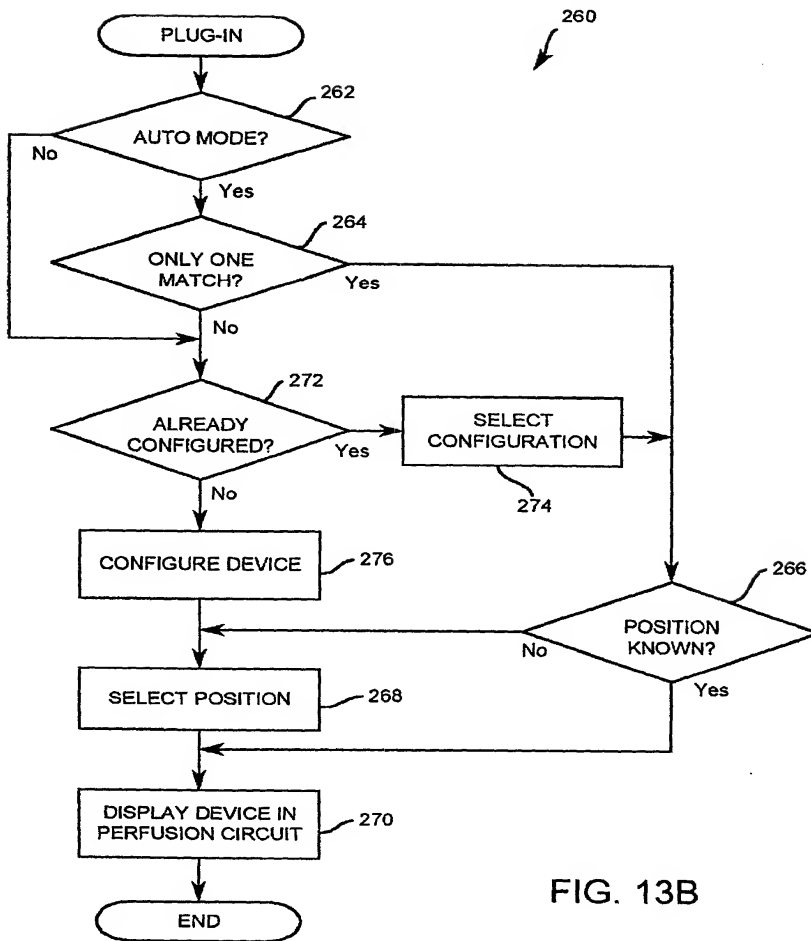 PLUG-IN
260
262
AUTO MODE?
No
Yes
264
ONLY ONE
MATCH?
Yes
No
272
ALREADY
CONFIGURED?
Yes
SELECT
CONFIGURATION
274
No
CONFIGURE DEVICE
276
266
POSITION
KNOWN?
No
Yes
SELECT POSITION
268
DISPLAY DEVICE IN
PERFUSION CIRCUIT
270
END
FIG. 13B